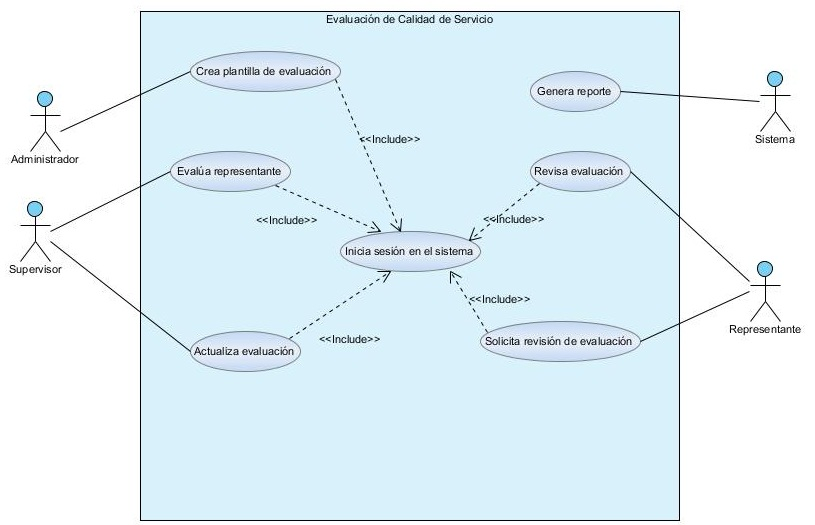 Evaluación de Calidad de Servicio
Crea plantilla de evaluación
Genera reporte
Administrador
Sistema
<<Include>>
Evalúa representante
Revisa evaluación
Supervisor
<<Include>>
<<Include>>
Inicia sesión en el sistema
<<Include>>
Representante
Actualiza evaluación
<<Include>>
Solicita revisión de evaluación